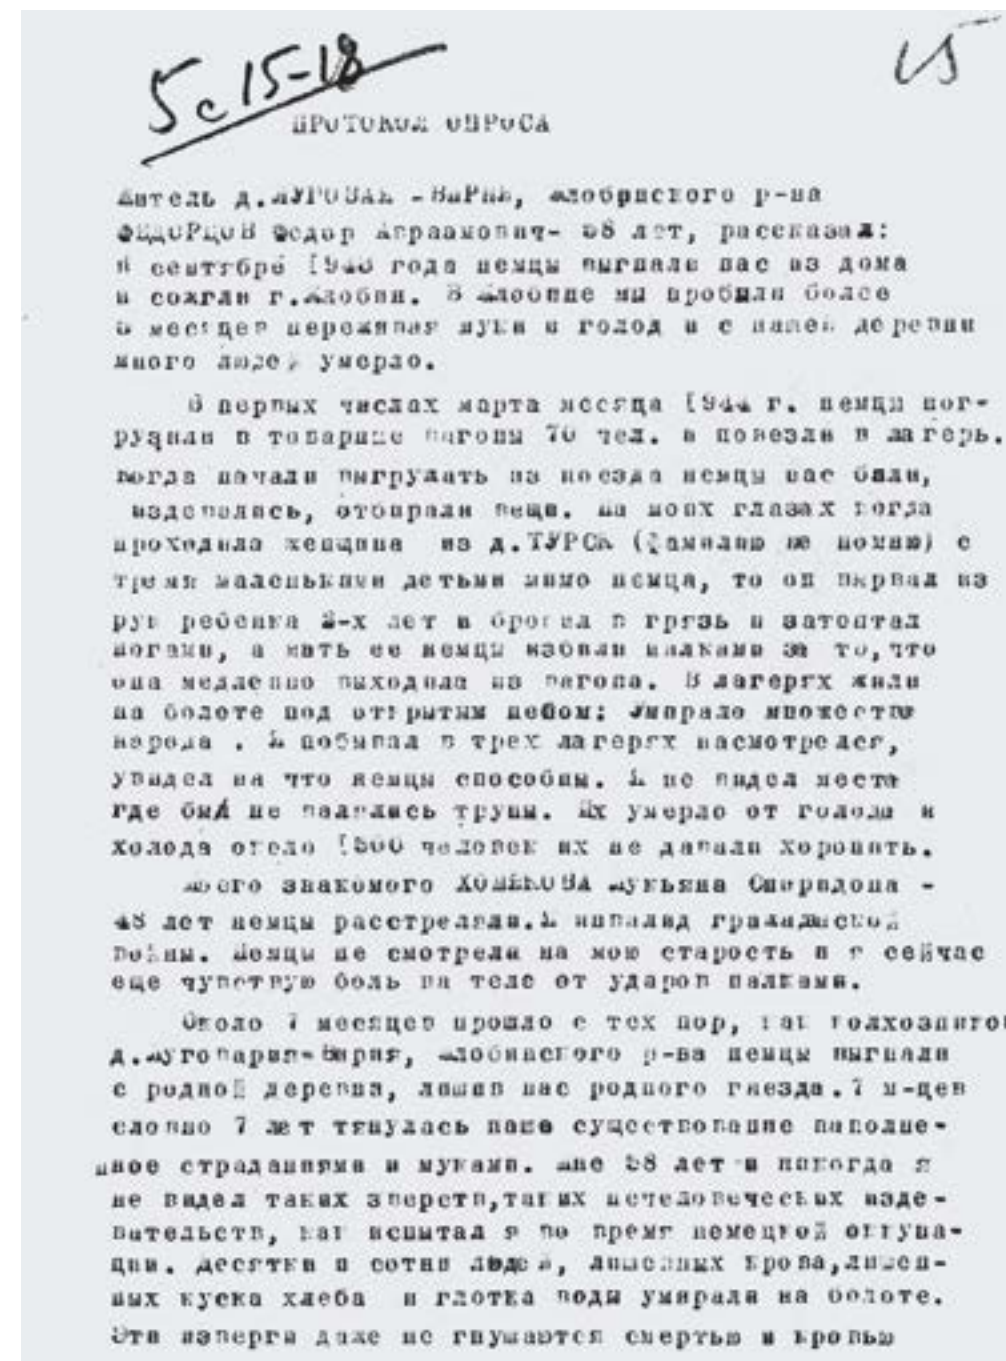 5 с 15-18
15
ПРОТОКОЛ ОПРОСА
Житель д. -ВИРНЯ, Жлобинского р-на
ФЕДОРЦОВ Федор Авраамович- 58 лет, рассказал:
В сентябре 1943 года немцы выгнали нас из дома
и сожгли г.Жлобин. В Жлобине мы пробыли более
месяцев переживая муки и голод и с нашей деревни
много людей умерло.
В первых числах марта месяца 1944 г. немцы пог-
рузили в товарные вагоны 70 чел. и повезли в лагерь.
Когда начали выгружать из поезда немцы нас били,
издевались, отбирали вещи. На моих глазах когда
проходила женщина из д.ТУРСК (фамилию не помню) с
тремя маленькими детьми мимо немца, то он вырвал из
рук ребенка 2-х лет и бросил в грязь и затоптал
ногами, а мать ее немцы избили палками за то,что
она медленно выходила из вагона. В лагерях жили
на болоте под открытым небом; умирало множество
народа . Я побывал в трех лагерях насмотрелся,
увидел на что немцы способны. Я не видел места
где бы не валялись трупы. Их умерло от голода и
холода около 1500 человек их не давали хоронить.
Моего знакомого ХОМЕКОВА Лукьяна Спиридона -
48 лет немцы расстреляли.Я инвалид гражданской
войны. Немцы не смотрели на мою старость и я сейчас
еще чувствую боль на теле от ударов палками.
Около 7 месяцев прошло с тех пор, как колхозников
д. -Вирня, Жлобинского р-ва немцы выгнали
с родной деревни, лишив нас родного гнезда.7 м-цев
словно 7 лет тянулась наше существование наполне-
нное страданиями и муками. Мне 58 лет и никогда я
не видел таких зверств,таких нечеловеческих изде-
вательств, как испытал я во время немецкой оккупа-
ции. Десятки и сотни людей, лишенных крова,лишен-
ных куска хлеба и глотка воды умирали на болоте.
Эти изверги даже не гнушаются смертью и кровью